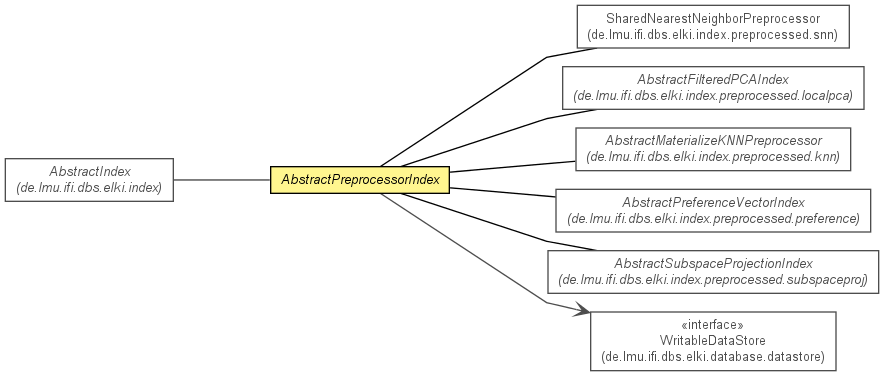 AbstractIndex
(de.lmu.ifi.dbs.elki.index)
AbstractPreprocessorIndex
SharedNearestNeighborPreprocessor
(de.lmu.ifi.dbs.elki.index.preprocessed.snn)
AbstractFilteredPCAIndex
(de.lmu.ifi.dbs.elki.index.preprocessed.localpca)
AbstractMaterializeKNNPreprocessor
(de.lmu.ifi.dbs.elki.index.preprocessed.knn)
AbstractPreferenceVectorIndex
(de.lmu.ifi.dbs.elki.index.preprocessed.preference)
AbstractSubspaceProjectionIndex
(de.lmu.ifi.dbs.elki.index.preprocessed.subspaceproj)
«interface»
WritableDataStore
(de.lmu.ifi.dbs.elki.database.datastore)